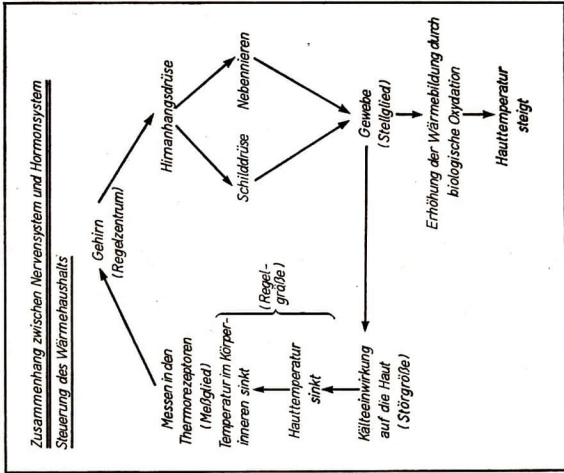 Zusammenhang zwischen Nervensystem und Hormonsystem
Steuerung des Wärmehaushalts
Gehirn
(Regelzentrum)
Messen in den
Thermorezeptoren
(Meßglied)
Temperatur im Körper-
inneren sinkt
Hauttemperatur
sinkt
(Regel-
größe)
Kälteeinwirkung
auf die Haut
(Störgröße)
Hirnanhangsdrüse
Schilddrüse
Nebennieren
Gewebe
(Stellglied)
Erhöhung der Wärmebildung durch
biologische Oxydation
Hauttemperatur
steigt